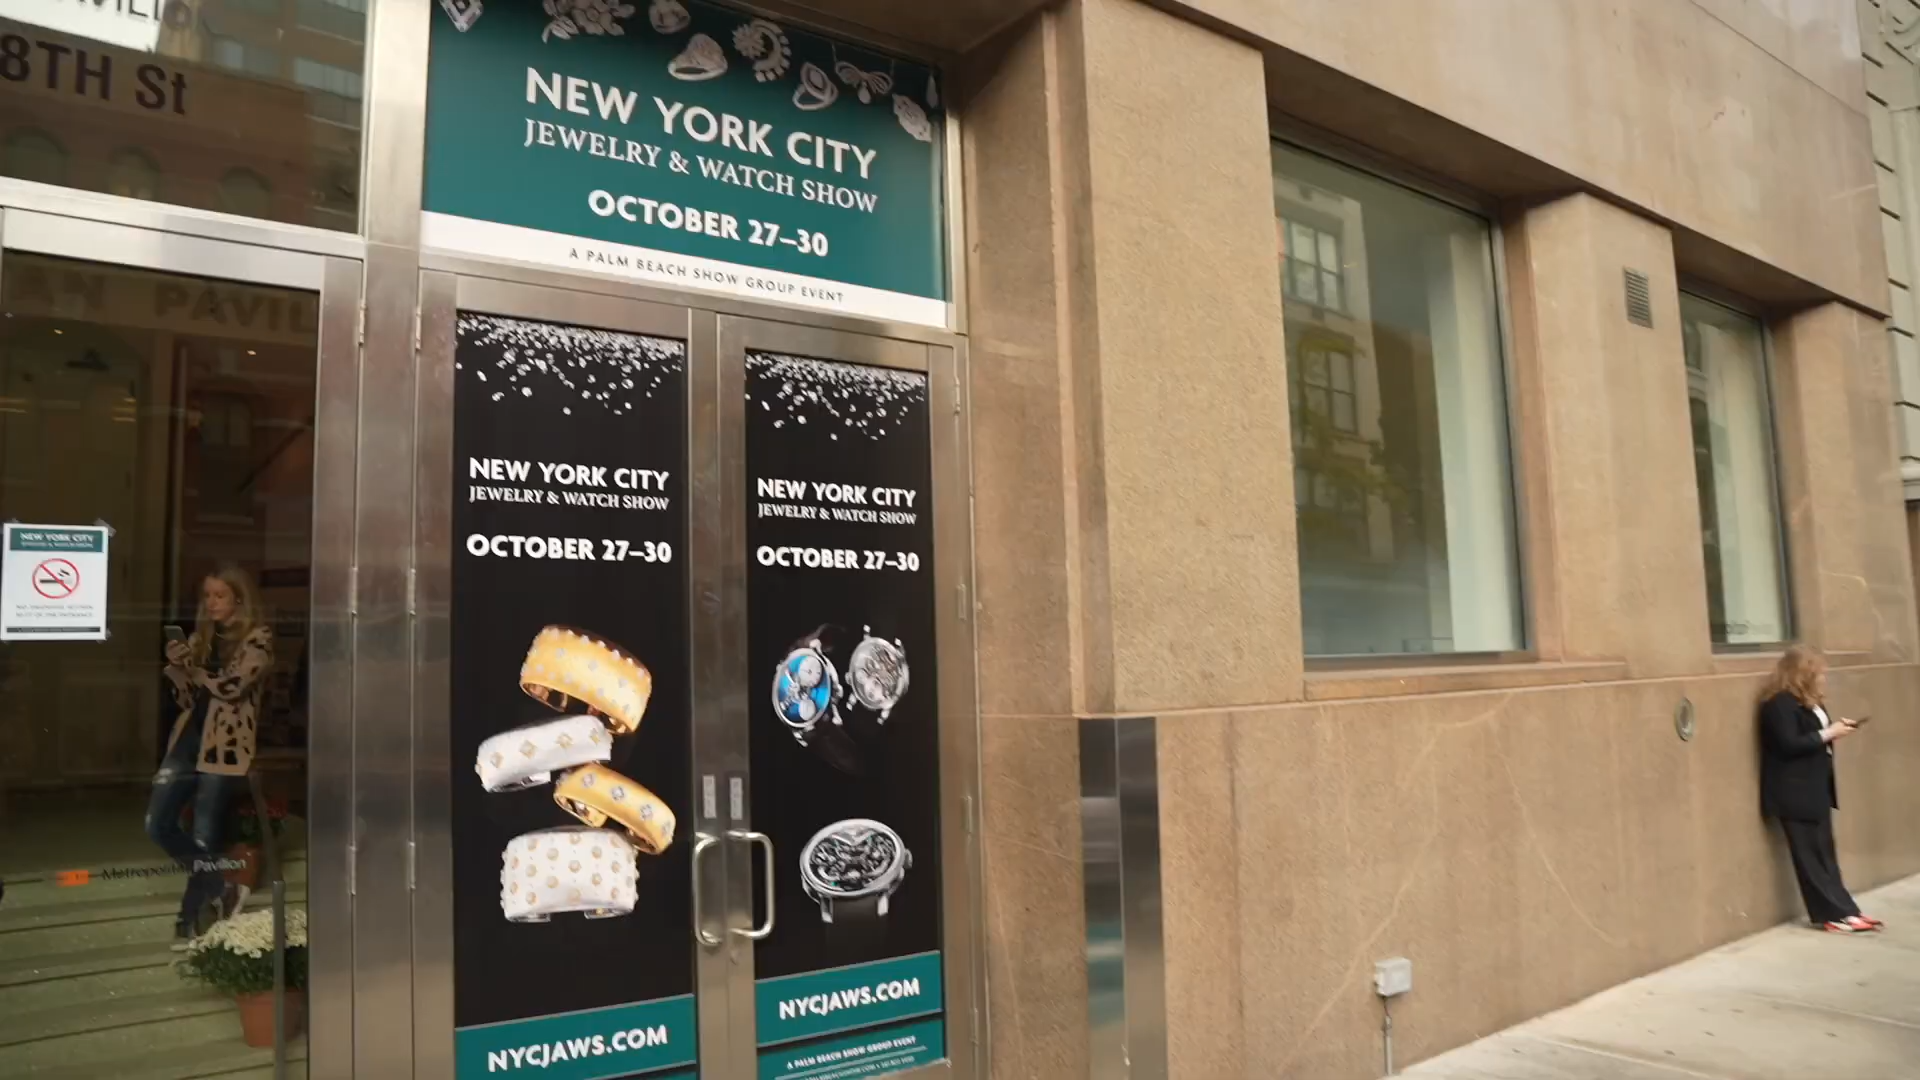 8TH St
NEW YORK CITY
JEWELRY & WATCH SHOW
OCTOBER 27–30
A PALM BEACH SHOW GROUP EVENT
PAVIL
NEW YORK CITY
JEWELRY & WATCH SHOW
OCTOBER 27–30
NEW YORK CITY
JEWELRY & WATCH SHOW
OCTOBER 27–30
NEW YORK CITY
Metropolitan Pavilion
NYCJAWS.COM
NYCJAWS.COM
A PALM BEACH SHOW GROUP EVENT